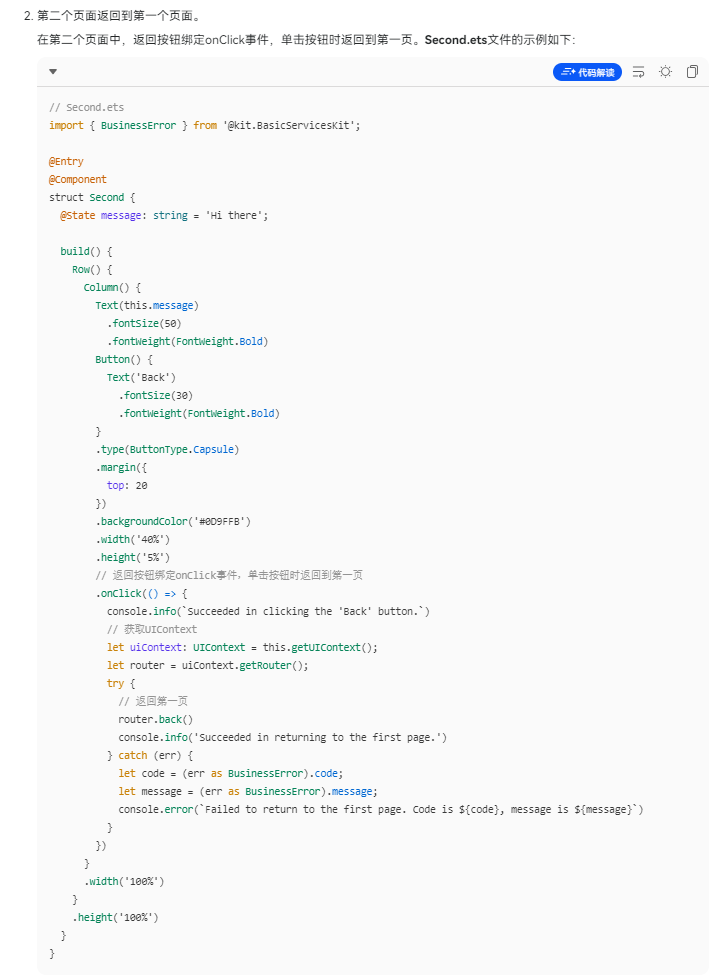 2. 第二个页面返回到第一个页面。
在第二个页面中，返回按钮绑定onClick事件，单击按钮时返回到第一页。Second.ets文件的示例如下：
代码解读
// Second.ets
import { BusinessError } from '@kit.BasicServicesKit';

@Entry
@Component
struct Second {
  @State message: string = 'Hi there';

  build() {
    Row() {
      Column() {
        Text(this.message)
          .fontSize(50)
          .fontWeight(FontWeight.Bold)
        Button() {
          Text('Back')
            .fontSize(30)
            .fontWeight(FontWeight.Bold)
        }
        .type(ButtonType.Capsule)
        .margin({
          top: 20
        })
        .backgroundColor('#0D9FFB')
        .width('40%')
        .height('5%')
        // 返回按钮绑定onClick事件，单击按钮时返回到第一页
        .onClick(() => {
          console.info(`Succeeded in clicking the 'Back' button.`)
          // 获取UIContext
          let uiContext: UIContext = this.getUIContext();
          let router = uiContext.getRouter();
          try {
            // 返回第一页
            router.back()
            console.info('Succeeded in returning to the first page.')
          } catch (err) {
            let code = (err as BusinessError).code;
            let message = (err as BusinessError).message;
            console.error(`Failed to return to the first page. Code is ${code}, message is ${message}`)
          }
        })
      }
      .width('100%')
    }
    .height('100%')
  }
}